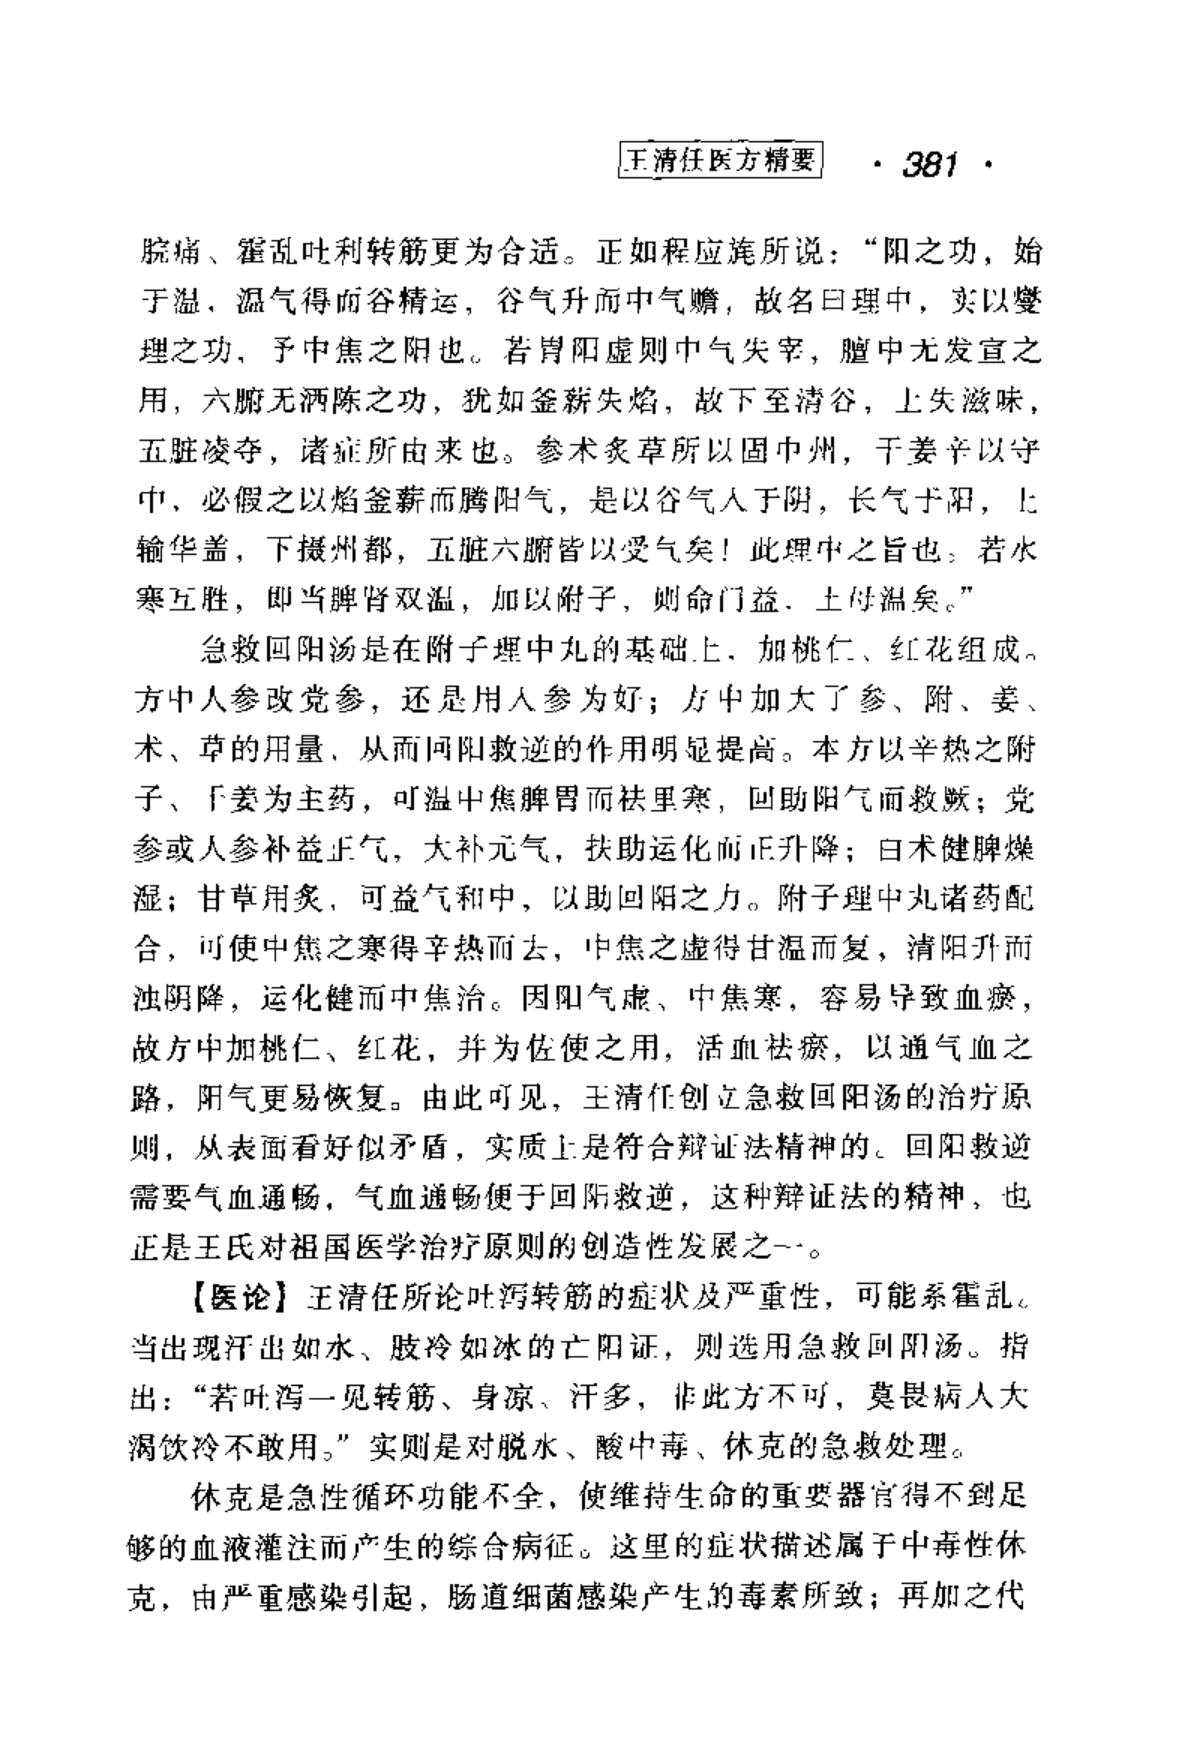 王清任医方精要 · 381 ·
脘痛、霍乱吐利转筋更为合适。正如程应旄所说：“阳之功，始
于温，温气得而谷精运，谷气升而中气赡，故名曰理中，实以燮
理之功，予中焦之阳也。若胃阳虚则中气失宰，膻中无发宣之
用，六腑无洒陈之功，犹如釜薪失焰，故下至清谷，上失滋味，
五脏凌夺，诸症所由来也。参术炙草所以固中州，干姜辛以守
中，必假之以焰釜薪而腾阳气，是以谷气入于阴，长气于阳，上
输华盖，下摄州都，五脏六腑皆以受气矣！此理中之旨也。若水
寒互胜，即当脾肾双温，加以附子，则命门益，土母温矣。”
急救回阳汤是在附子理中丸的基础上，加桃仁、红花组成。
方中人参改党参，还是用人参为好；方中加大了参、附、姜、
术、草的用量，从而回阳救逆的作用明显提高。本方以辛热之附
子、干姜为主药，可温中焦脾胃而祛里寒，回助阳气而救厥；党
参或人参补益正气，大补元气，扶助运化而正升降；白术健脾燥
湿；甘草用炙，可益气和中，以助回阳之力。附子理中丸诸药配
合，可使中焦之寒得辛热而去，中焦之虚得甘温而复，清阳升而
浊阴降，运化健而中焦治。因阳气虚、中焦寒，容易导致血瘀，
故方中加桃仁、红花，并为佐使之用，活血祛瘀，以通气血之
路，阳气更易恢复。由此可见，王清任创立急救回阳汤的治疗原
则，从表面看好似矛盾，实质上是符合辩证法精神的。回阳救逆
需要气血通畅，气血通畅便于回阳救逆，这种辩证法的精神，也
正是王氏对祖国医学治疗原则的创造性发展之一。
【医论】王清任所论吐泻转筋的症状及严重性，可能系霍乱。
当出现汗出如水、肢冷如冰的亡阳证，则选用急救回阳汤。指
出：“若吐泻一见转筋、身凉、汗多，非此方不可，莫畏病人大
渴饮冷不敢用。”实则是对脱水、酸中毒、休克的急救处理。
休克是急性循环功能不全，使维持生命的重要器官得不到足
够的血液灌注而产生的综合病征。这里的症状描述属于中毒性休
克，由严重感染引起，肠道细菌感染产生的毒素所致；再加之代